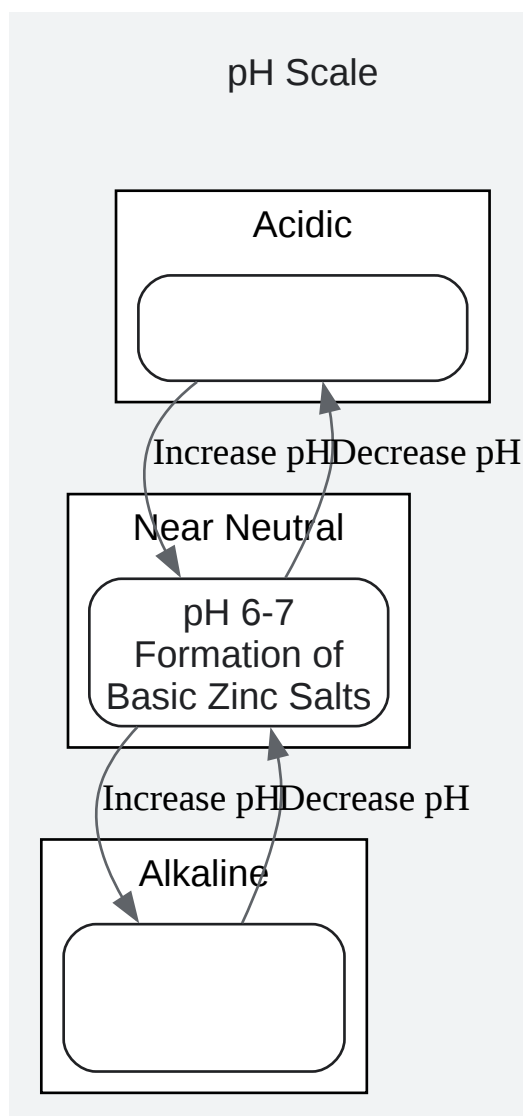 pH Scale
Acidic
Increase pH
Decrease pH
Near Neutral
pH 6-7
Formation of
Basic Zinc Salts
Increase pH
Decrease pH
Alkaline